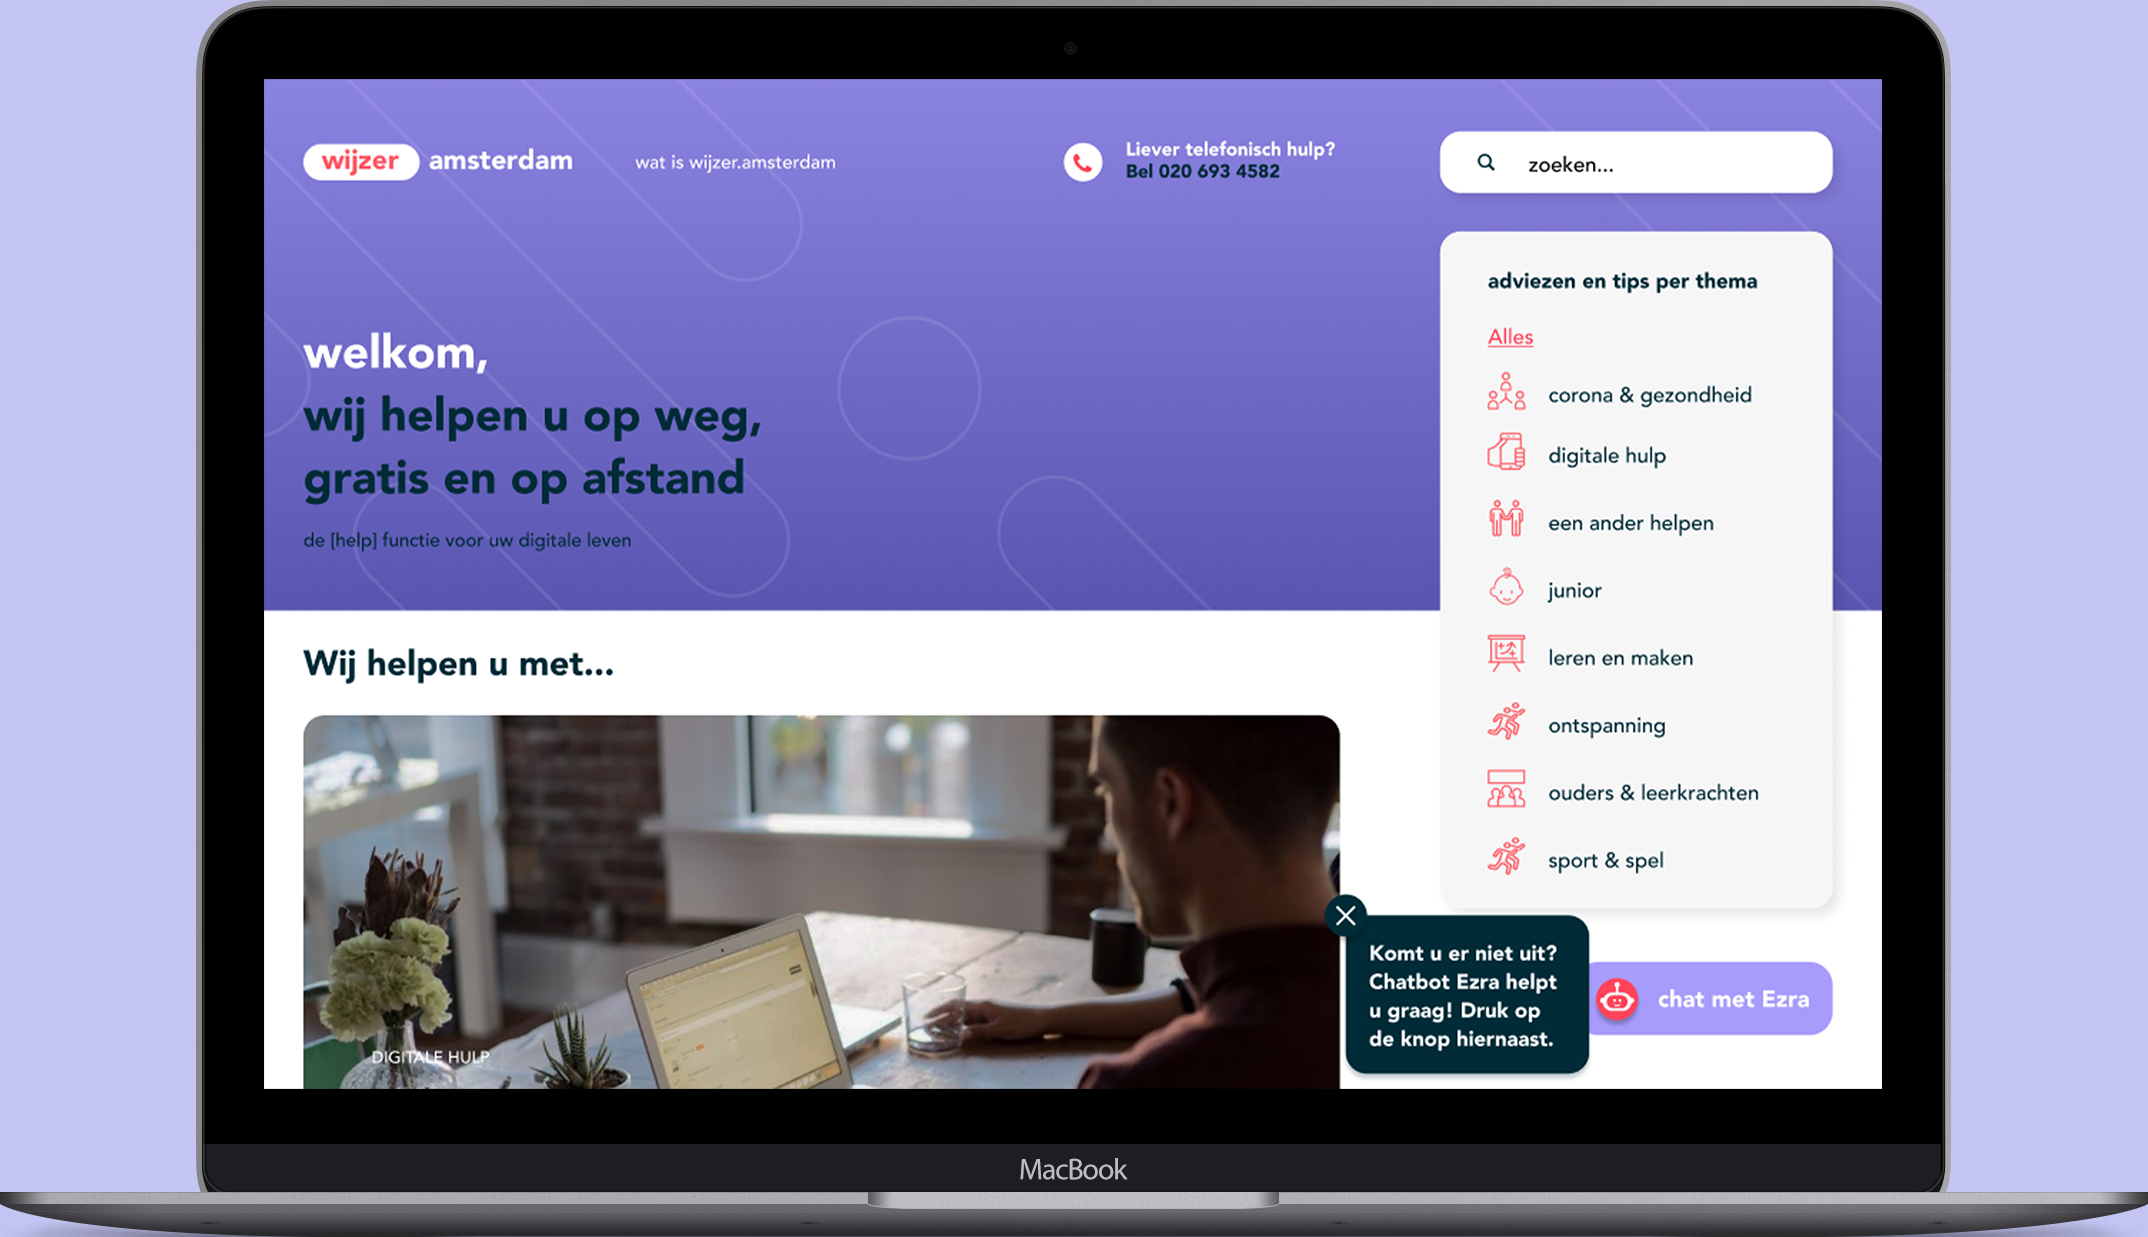 wijzer amsterdam
wat is wijzer.amsterdam
Liever telefonisch hulp?
Bel 020 693 4582
zoeken...
welkom,
wij helpen u op weg,
gratis en op afstand
de [help] functie voor uw digitale leven
adviezen en tips per thema
Alles
corona & gezondheid
digitale hulp
een ander helpen
junior
leren en maken
ontspanning
ouders & leerkrachten
sport & spel
Wij helpen u met...
DIGITALE HULP
Komt u er niet uit?
Chatbot Ezra helpt
u graag! Druk op
de knop hiernaast.
chat met Ezra
MacBook